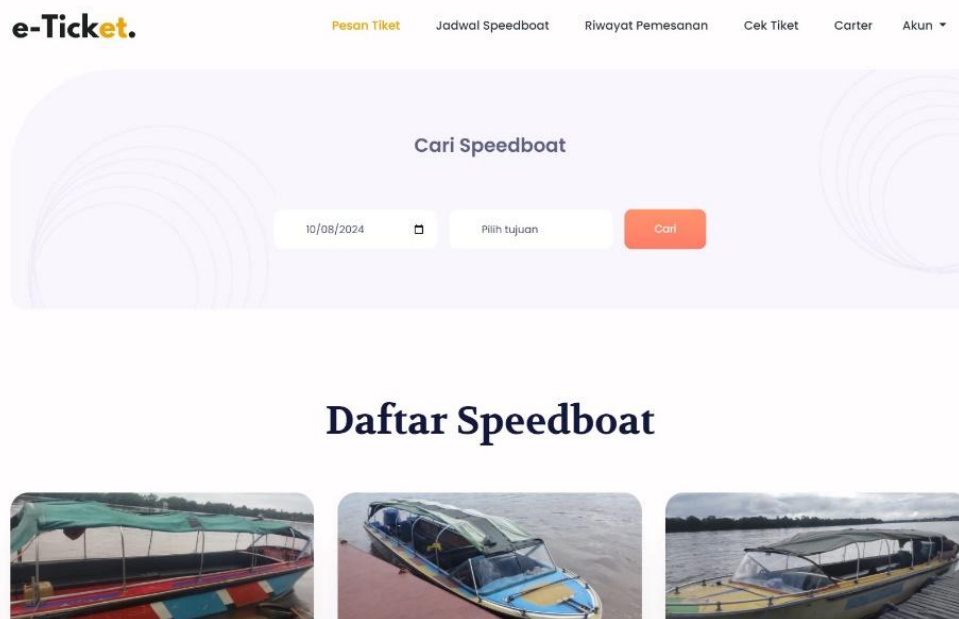 e-Ticket.
Pesan Tiket Jadwal Speedboat Riwayat Pemesanan Cek Tiket Carter Akun
Cari Speedboat
10/08/2024 Pilih tujuan Cari
Daftar Speedboat